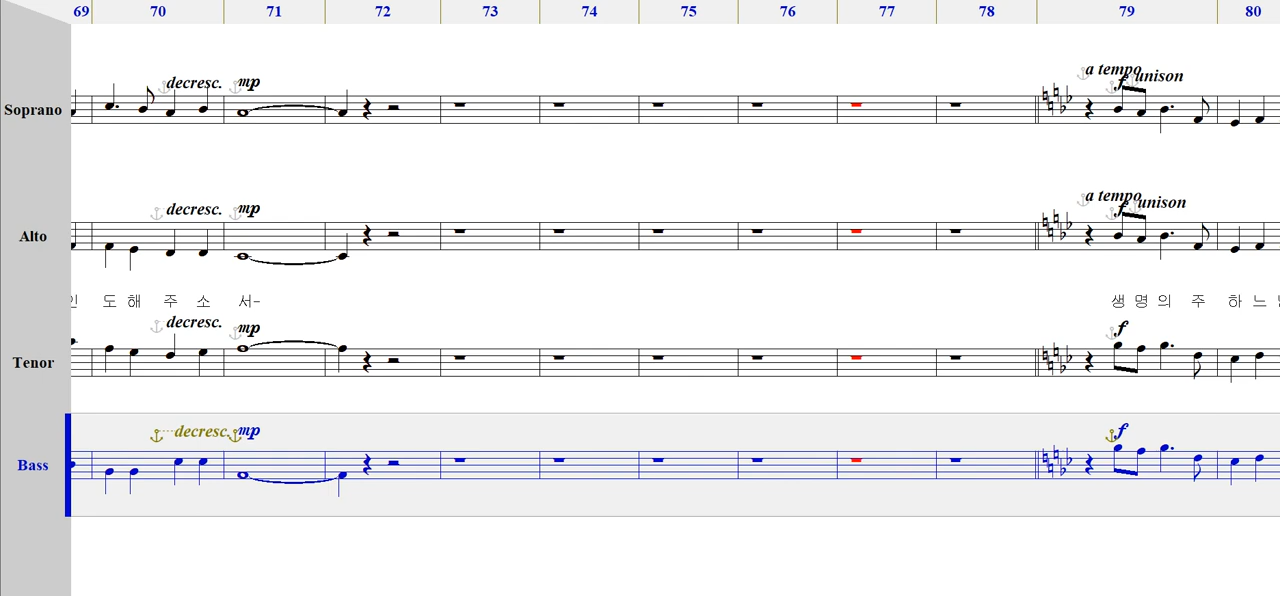 69 70 71 72 73 74 75 76 77 78 79 80
decresc. mp a tempo f unison
Soprano
decresc. mp a tempo f unison
Alto
인 도 해 주 소 서- 생 명 의 주 하 느
decresc. mp f
Tenor
decresc. mp f
Bass